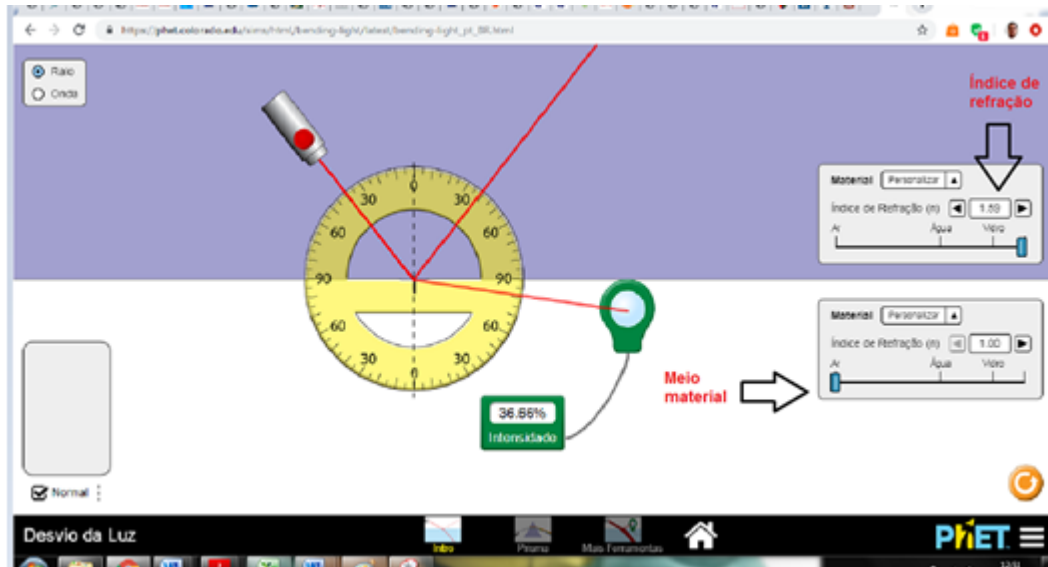 https://phet.colorado.edu/sims/html/bending-light/latest/bending-light_pt_BR.html
Raio
Onda
Índice de
refração
Material Personalizar
Índice de Refração (n) 1.59
Ar Água Vidro
0
30 30
60 60
90 90
60 60
30 30
0
Material Personalizar
Índice de Refração (n) 1.00
Ar Água Vidro
Meio
material
36.66%
Intensidade
Normal
Desvio da Luz
Intro
Prisma
Mais Ferramentas
PhET